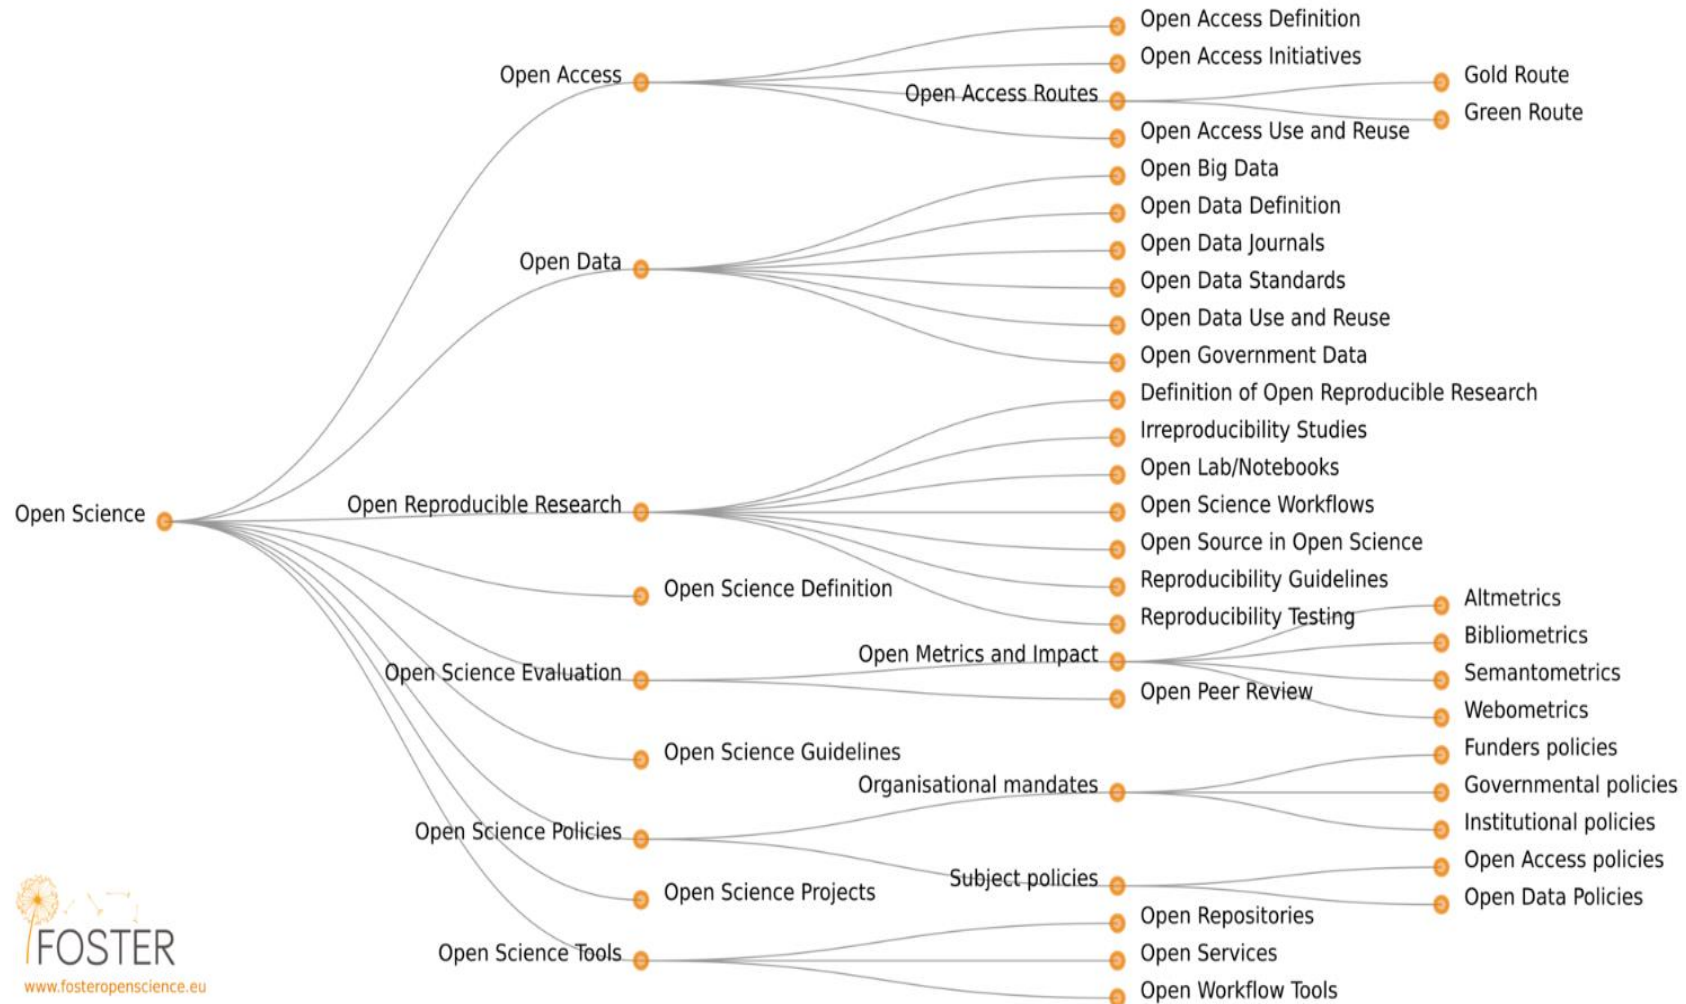 Open Science
Open Access
Open Access Definition
Open Access Initiatives
Open Access Routes
Gold Route
Green Route
Open Access Use and Reuse
Open Data
Open Big Data
Open Data Definition
Open Data Journals
Open Data Standards
Open Data Use and Reuse
Open Government Data
Open Reproducible Research
Definition of Open Reproducible Research
Irreproducibility Studies
Open Lab/Notebooks
Open Science Workflows
Open Source in Open Science
Reproducibility Guidelines
Reproducibility Testing
Open Science Definition
Open Science Evaluation
Open Metrics and Impact
Altmetrics
Bibliometrics
Semantometrics
Webometrics
Open Peer Review
Open Science Guidelines
Open Science Policies
Organisational mandates
Funders policies
Governmental policies
Institutional policies
Subject policies
Open Access policies
Open Data Policies
Open Science Projects
Open Science Tools
Open Repositories
Open Services
Open Workflow Tools
FOSTER
www.fosteropenscience.eu